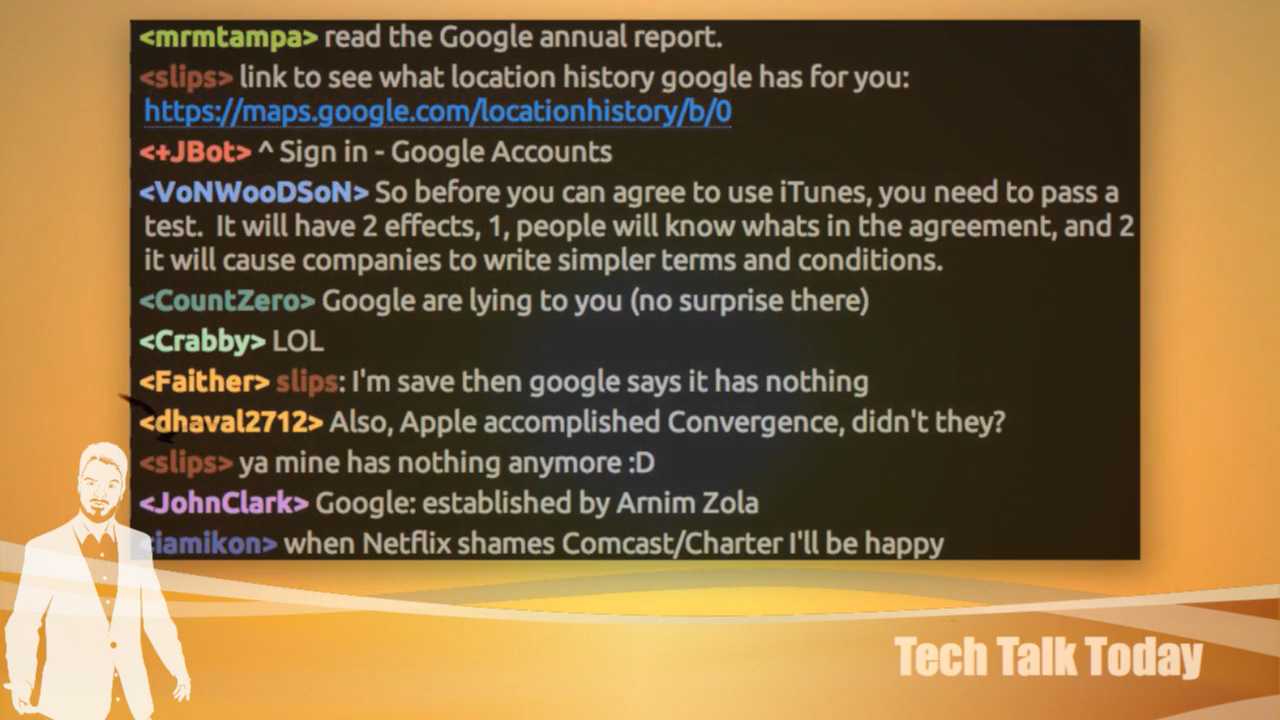 <mrmtampa> read the Google annual report.
<slips> link to see what location history google has for you:
https://maps.google.com/locationhistory/b/0
<+JBot> ^ Sign in - Google Accounts
<VoNWooDSoN> So before you can agree to use iTunes, you need to pass a
test.  It will have 2 effects, 1, people will know whats in the agreement, and 2
it will cause companies to write simpler terms and conditions.
<CountZero> Google are lying to you (no surprise there)
<Crabby> LOL
<Faither> slips: I'm save then google says it has nothing
<dhaval2712> Also, Apple accomplished Convergence, didn't they?
<slips> ya mine has nothing anymore :D
<JohnClark> Google: established by Arnim Zola
<iamikon> when Netflix shames Comcast/Charter I'll be happy
Tech Talk Today